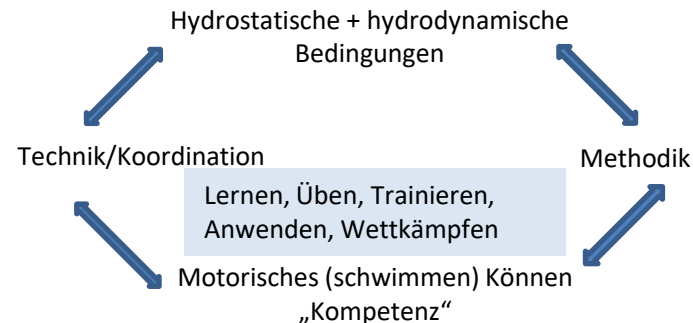 Hydrostatische + hydrodynamische
Bedingungen
Technik/Koordination
Methodik
Lernen, Üben, Trainieren,
Anwenden, Wettkämpfen
Motorisches (schwimmen) Können
„Kompetenz“